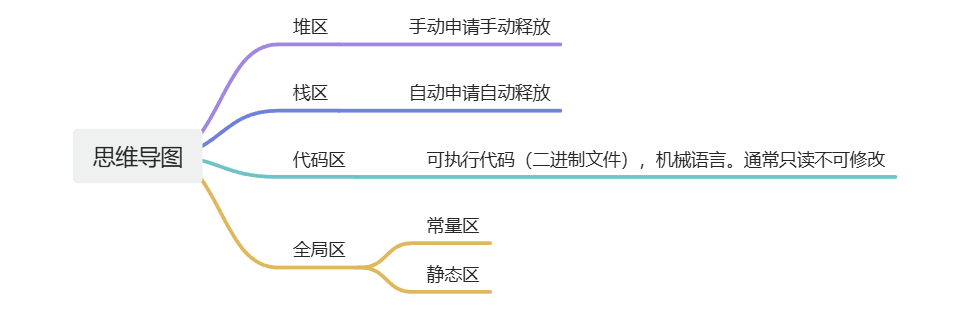 思维导图
堆区
手动申请手动释放
栈区
自动申请自动释放
代码区
可执行代码（二进制文件），机械语言。通常只读不可修改
全局区
常量区
静态区